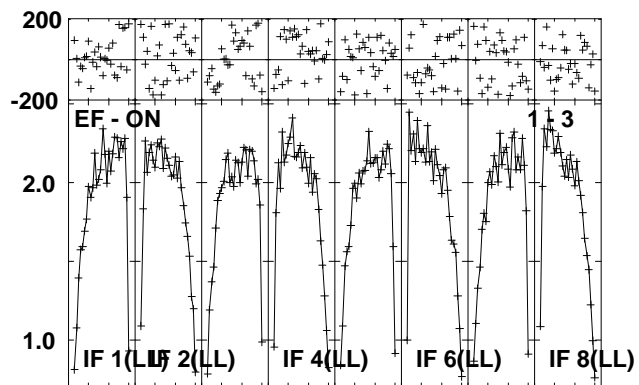 200
-200
EF - ON 1 - 3
2.0
1.0
IF 1(LL) IF 2(LL) IF 4(LL) IF 6(LL) IF 8(LL)